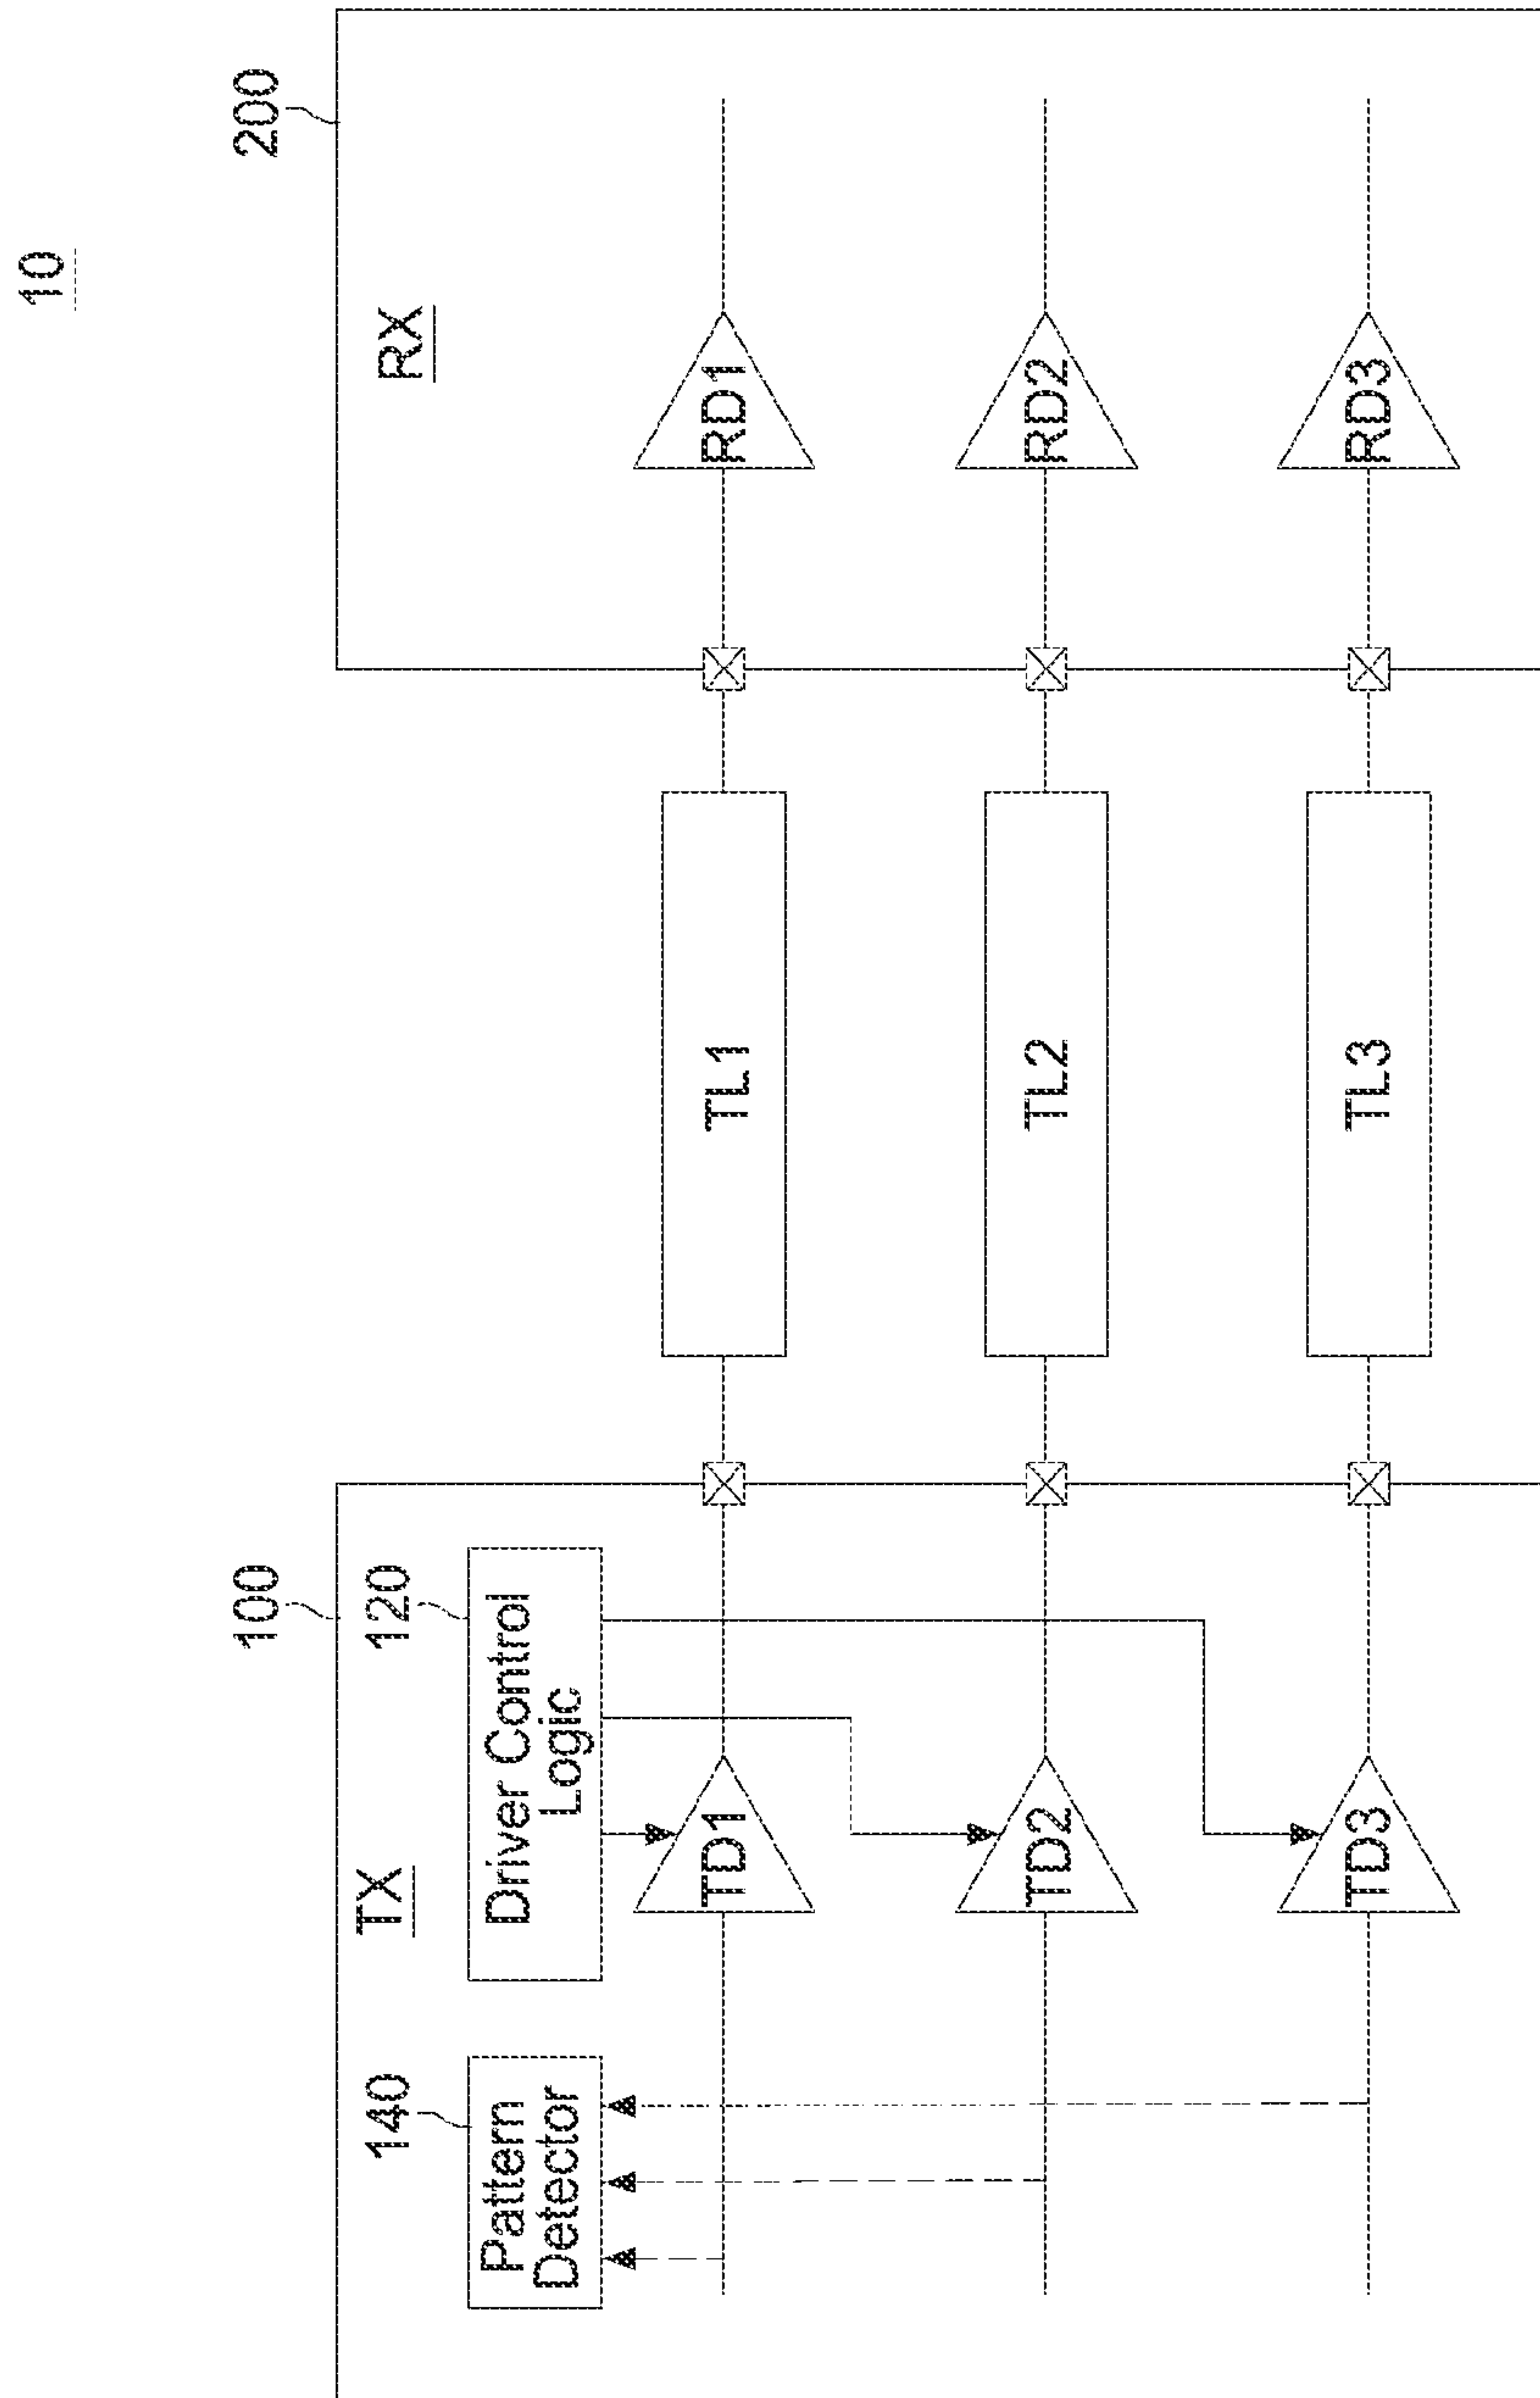 10
100
200
TX
RX
140
120
Pattern
Detector
Driver Control
Logic
TD1
TL1
RD1
TD2
TL2
RD2
TD3
TL3
RD3